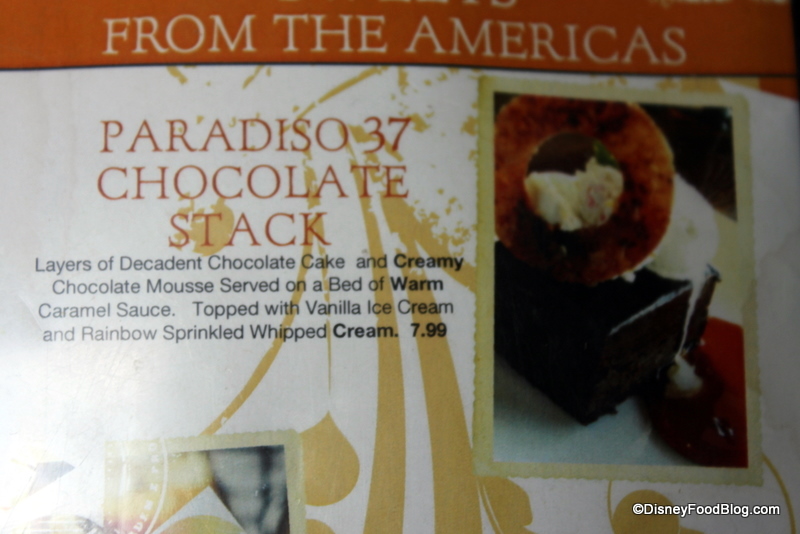 FROM THE AMERICAS
PARADISO 37
CHOCOLATE
STACK
Layers of Decadent Chocolate Cake and Creamy
Chocolate Mousse Served on a Bed of Warm
Caramel Sauce. Topped with Vanilla Ice Cream
and Rainbow Sprinkled Whipped Cream. 7.99
©DisneyFoodBlog.com